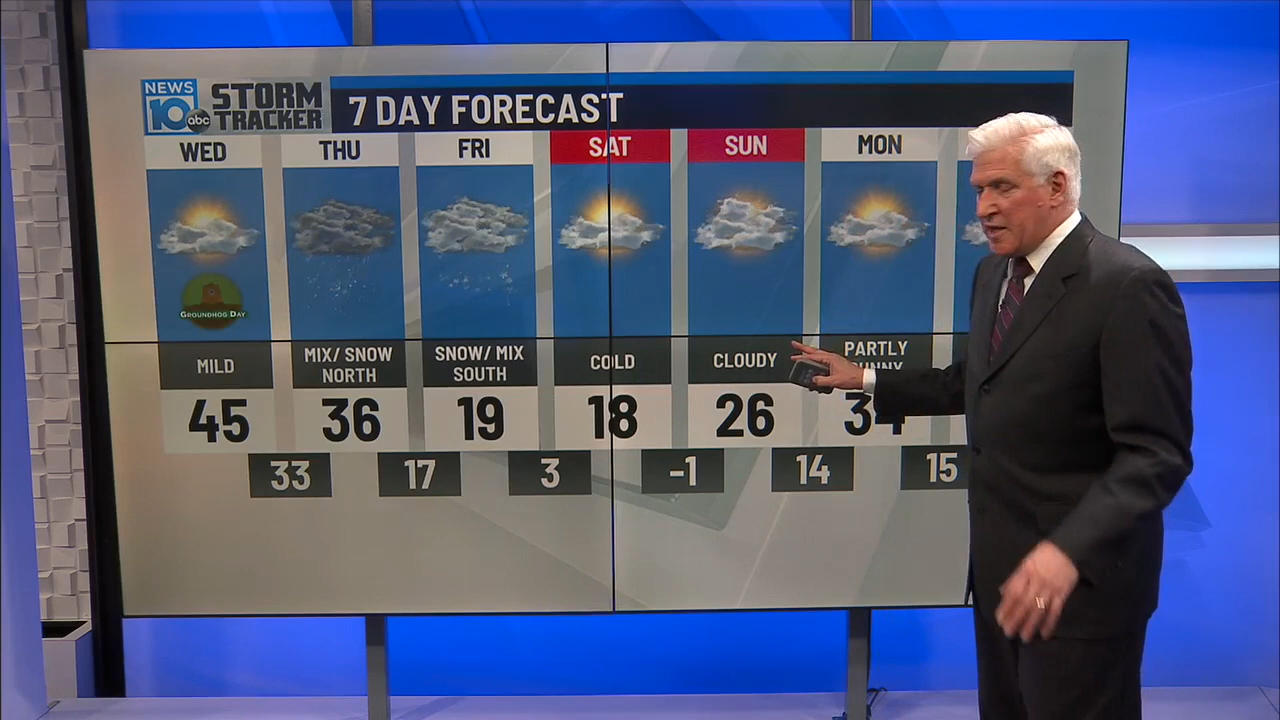 NEWS
10
abc
STORM
TRACKER
7 DAY FORECAST
WED
THU
FRI
SAT
SUN
MON
GROUNDHOG DAY
MILD
MIX/ SNOW
NORTH
SNOW/ MIX
SOUTH
COLD
CLOUDY
PARTLY
45
36
19
18
26
34
33
17
3
-1
14
15